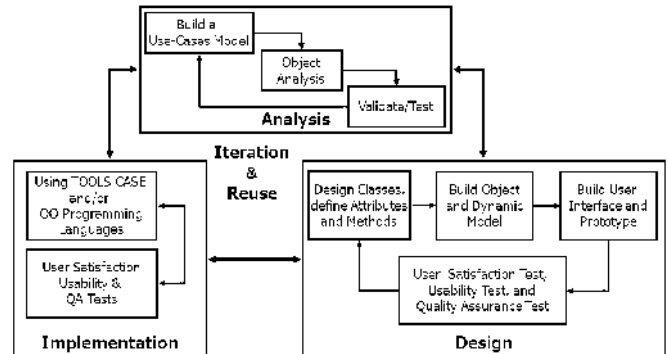 Build a
Use-Cases Model
Object
Analysis
Validate/Test
Analysis
Iteration
&
Reuse
Using TOOLS CASE
and/or
OO Programming
Languages
User Satisfaction
Usability &
QA Tests
Implementation
Design Classes,
define Attributes
and Methods
Build Object
and Dynamic
Model
Build User
Interface and
Prototype
User Satisfaction Test,
Usability Test, and
Quality Assurance Test
Design